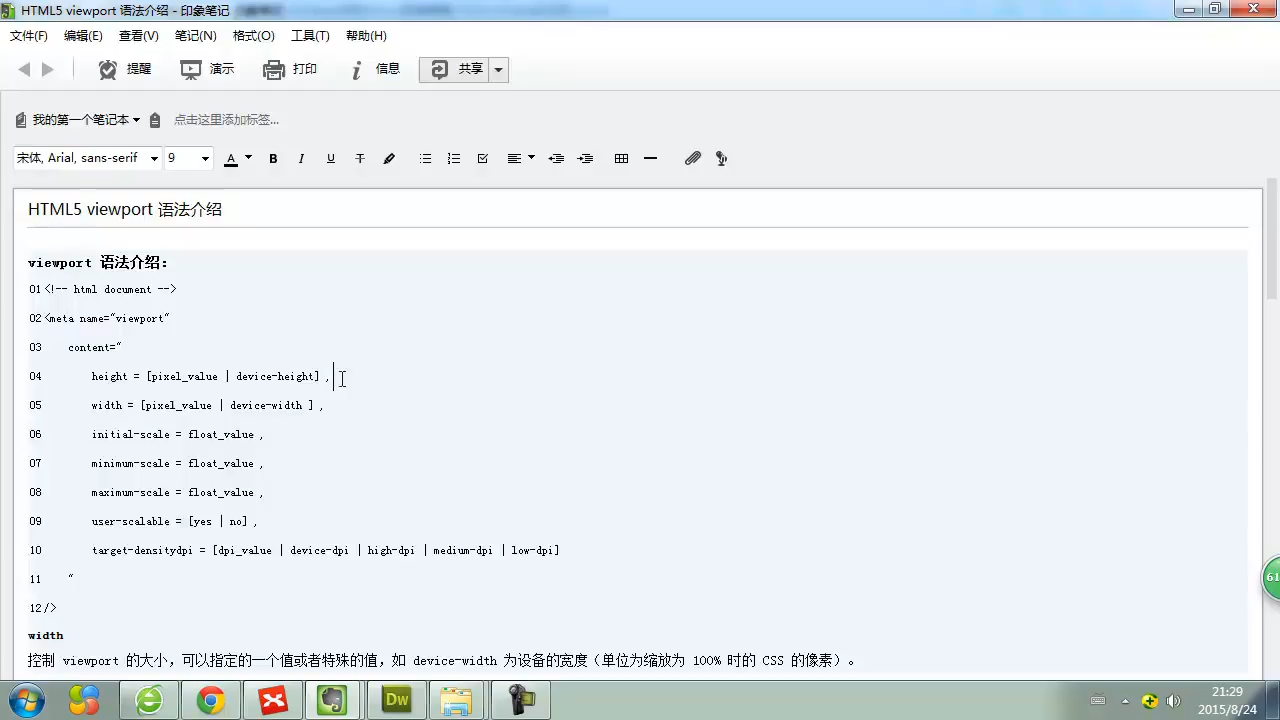 HTML5 viewport 语法介绍 - 印象笔记
文件(F) 编辑(E) 查看(V) 笔记(N) 格式(O) 工具(T) 帮助(H)
提醒 演示 打印 信息 共享
我的第一个笔记本 点击这里添加标签...
宋体, Arial, sans-serif 9 A B I U T
HTML5 viewport 语法介绍
viewport 语法介绍：
01<!-- html document -->
02<meta name="viewport"
03 content="
04 height = [pixel_value | device-height] ,
05 width = [pixel_value | device-width ] ,
06 initial-scale = float_value ,
07 minimum-scale = float_value ,
08 maximum-scale = float_value ,
09 user-scalable = [yes | no] ,
10 target-densitydpi = [dpi_value | device-dpi | high-dpi | medium-dpi | low-dpi]
11 "
12/>
width
控制 viewport 的大小，可以指定的一个值或者特殊的值，如 device-width 为设备的宽度（单位为缩放为 100% 时的 CSS 的像素）。
61
Dw
21:29
2015/8/24